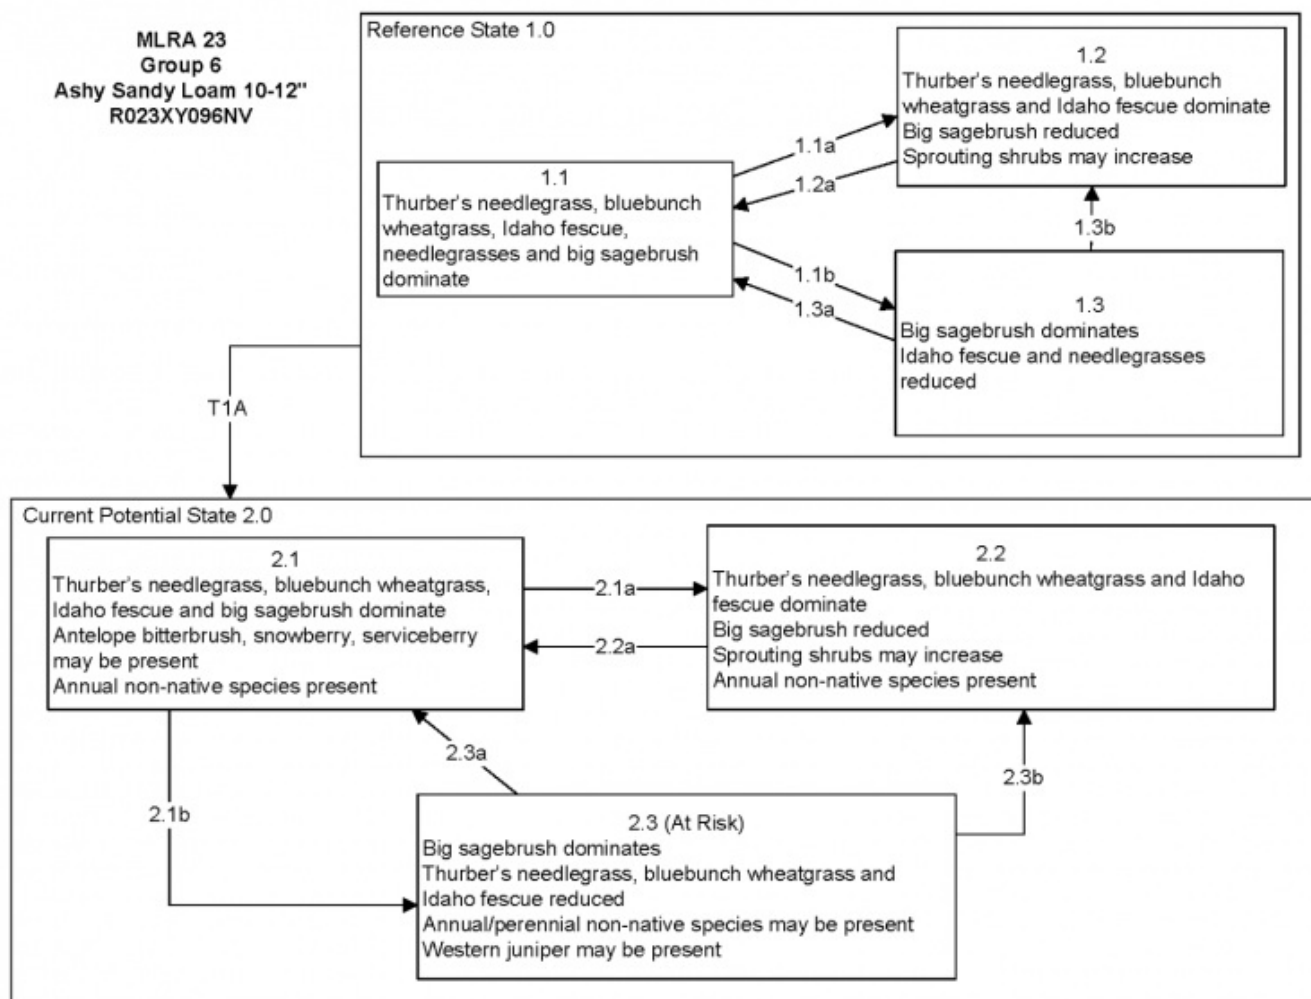 MLRA 23
Group 6
Ashy Sandy Loam 10-12"
R023XY096NV
Reference State 1.0
1.1
Thurber's needlegrass, bluebunch
wheatgrass, Idaho fescue,
needlegrasses and big sagebrush
dominate
1.1a
1.2a
1.2
Thurber's needlegrass, bluebunch
wheatgrass and Idaho fescue dominate
Big sagebrush reduced
Sprouting shrubs may increase
1.3b
1.1b
1.3a
1.3
Big sagebrush dominates
Idaho fescue and needlegrasses
reduced
T1A
Current Potential State 2.0
2.1
Thurber's needlegrass, bluebunch wheatgrass,
Idaho fescue and big sagebrush dominate
Antelope bitterbrush, snowberry, serviceberry
may be present
Annual non-native species present
2.1a
2.2a
2.2
Thurber's needlegrass, bluebunch wheatgrass and Idaho
fescue dominate
Big sagebrush reduced
Sprouting shrubs may increase
Annual non-native species present
2.3a
2.3b
2.1b
2.3 (At Risk)
Big sagebrush dominates
Thurber's needlegrass, bluebunch wheatgrass and
Idaho fescue reduced
Annual/perennial non-native species may be present
Western juniper may be present